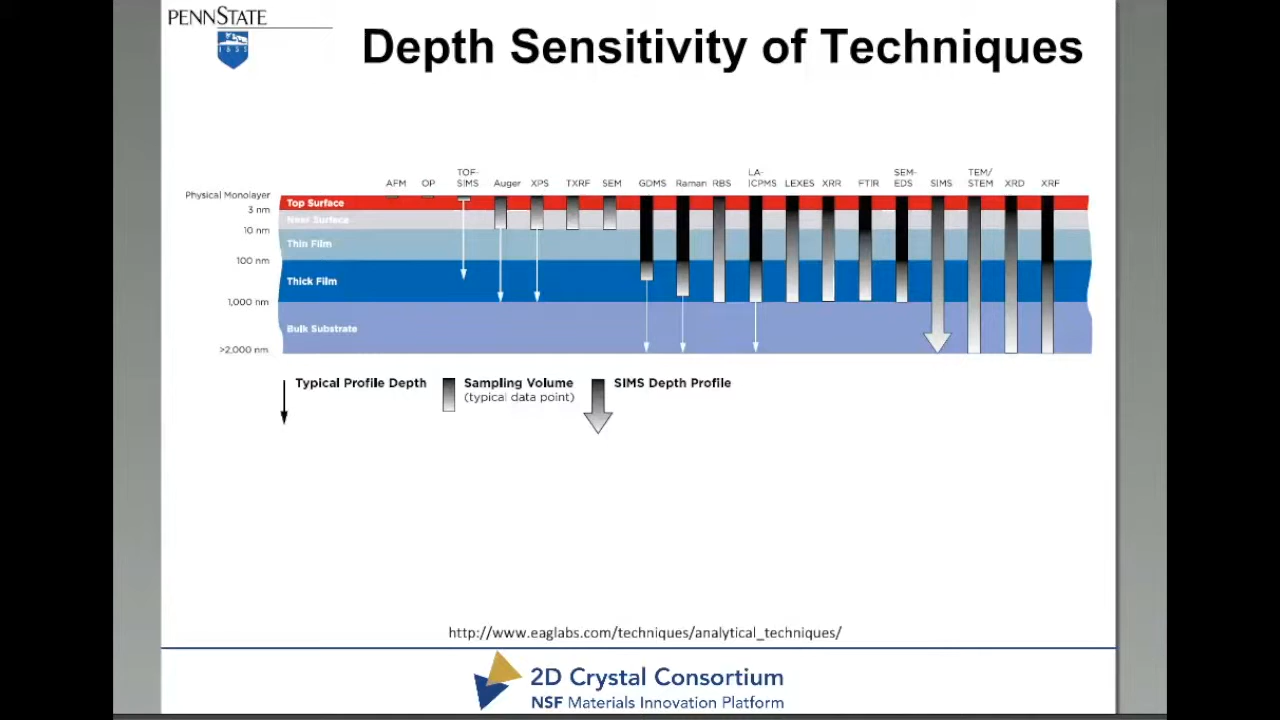 PENNSTATE
1855
Depth Sensitivity of Techniques
AFM OP TOF-SIMS Auger XPS TXRF SEM GDMS Raman RBS LA-ICPMS LEXES XRR FTIR SEM-EDS SIMS TEM/STEM XRD XRF
Physical Monolayer
Top Surface
3 nm
Near Surface
10 nm
Thin Film
100 nm
Thick Film
1,000 nm
Bulk Substrate
>2,000 nm
Typical Profile Depth
Sampling Volume
(typical data point)
SIMS Depth Profile
http://www.eaglabs.com/techniques/analytical_techniques/
2D Crystal Consortium
NSF Materials Innovation Platform